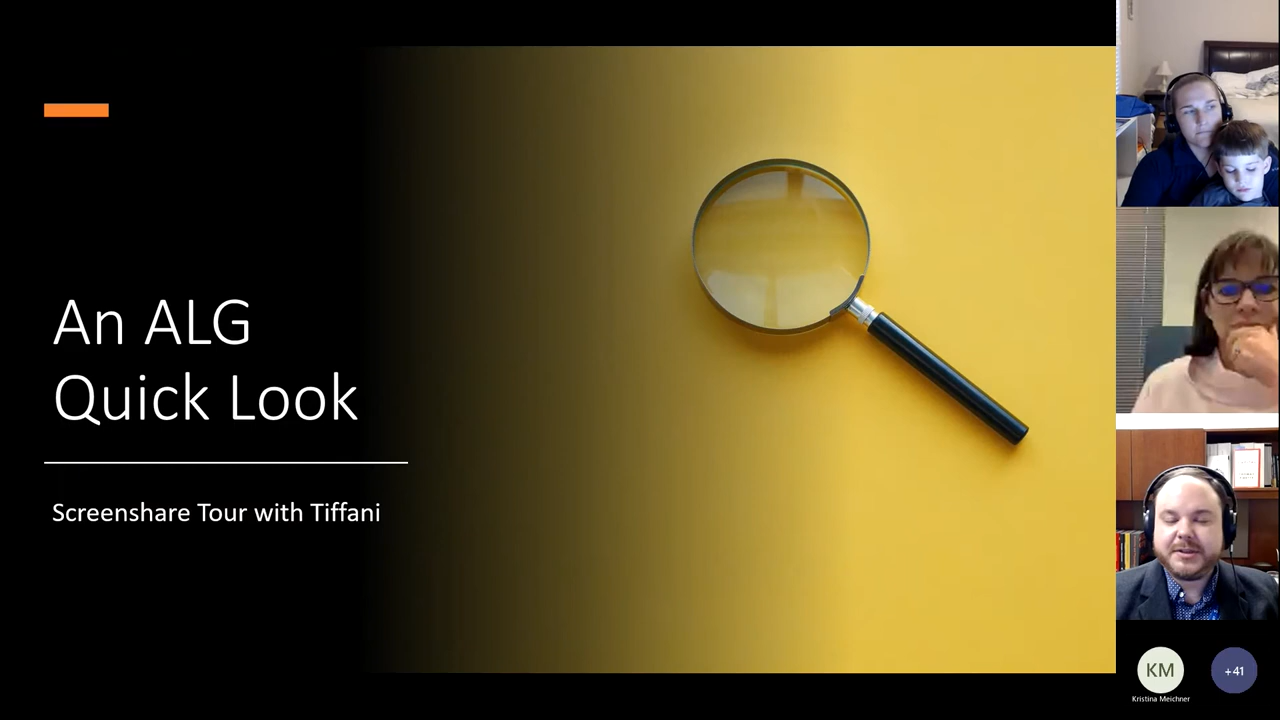 An ALG
Quick Look
Screenshare Tour with Tiffani
KM
+41
Kristina Meichner